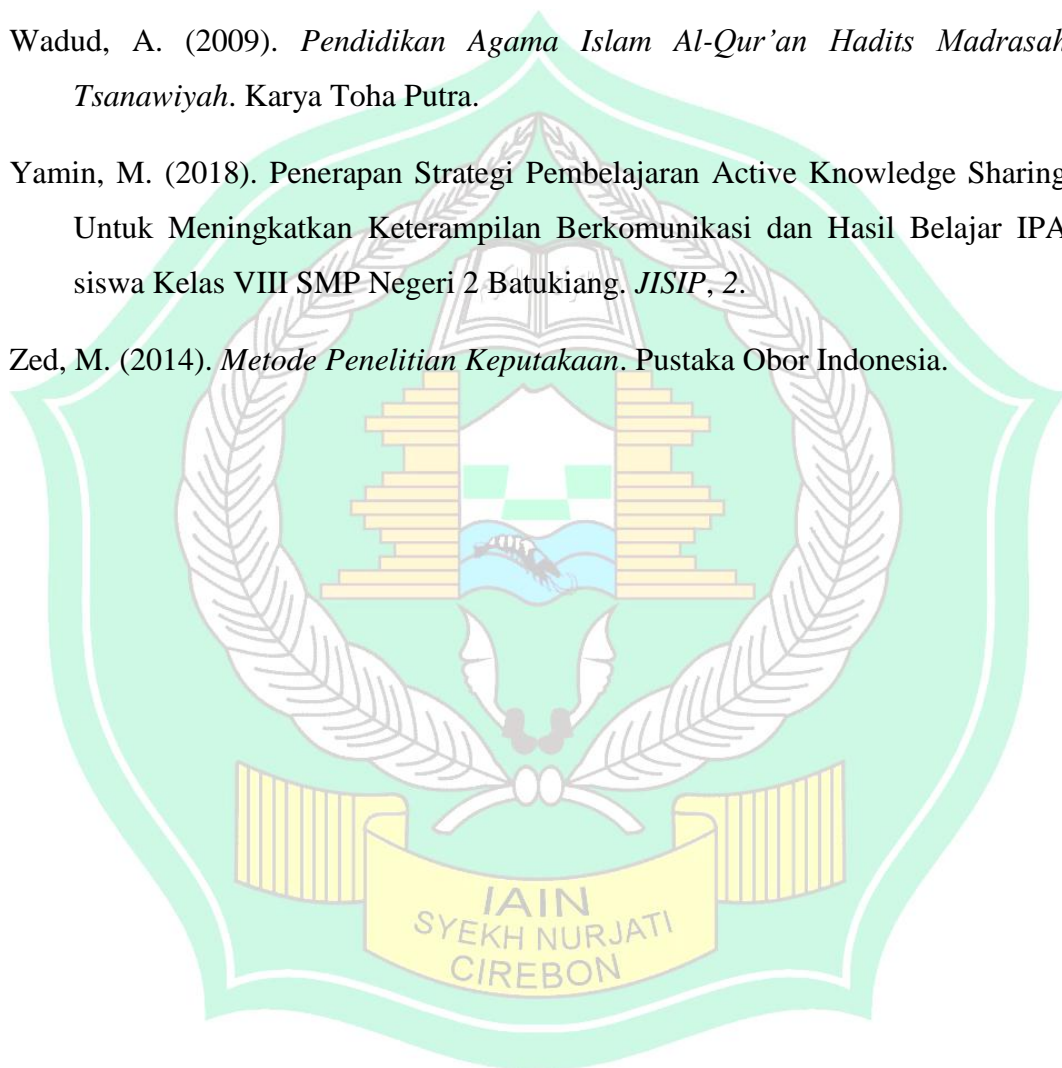 Wadud, A. (2009). Pendidikan Agama Islam Al-Qur’an Hadits Madrasah
Tsanawiyah. Karya Toha Putra.
Yamin, M. (2018). Penerapan Strategi Pembelajaran Active Knowledge Sharing
Untuk Meningkatkan Keterampilan Berkomunikasi dan Hasil Belajar IPA
siswa Kelas VIII SMP Negeri 2 Batukiang. JISIP, 2.
Zed, M. (2014). Metode Penelitian Keputakaan. Pustaka Obor Indonesia.
IAIN
SYEKH NURJATI
CIREBON